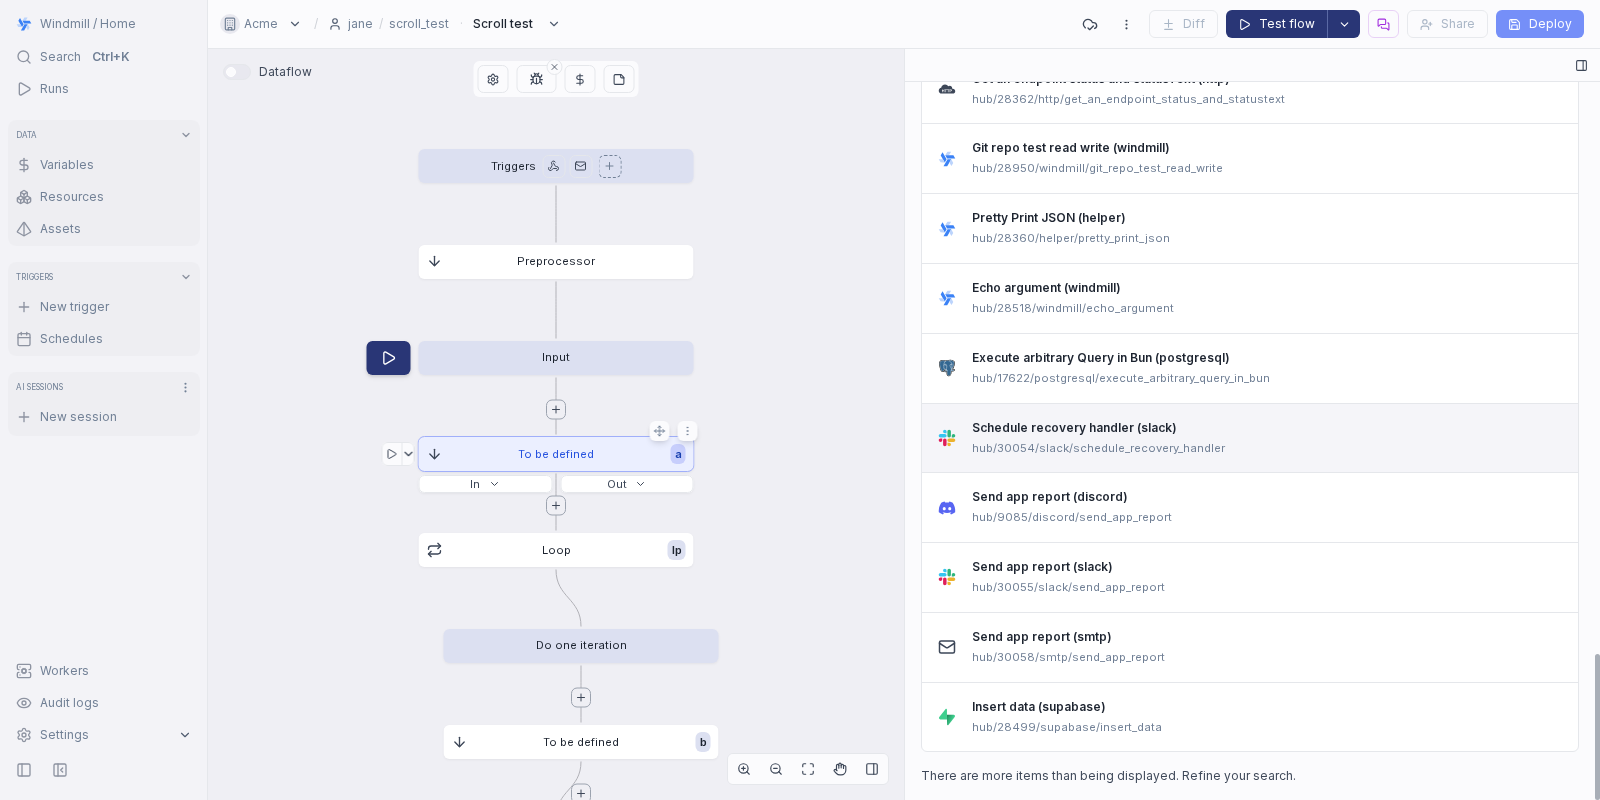 Windmill / Home
Search Ctrl+K
Runs
DATA
Variables
Resources
Assets
TRIGGERS
New trigger
Schedules
AI SESSIONS
New session
Workers
Audit logs
Settings
Acme / jane / scroll_test · Scroll test
Diff
Test flow
Share
Deploy
Dataflow
Triggers
Preprocessor
Input
To be defined a
In Out
Loop lp
Do one iteration
To be defined b
hub/28362/http/get_an_endpoint_status_and_statustext
Git repo test read write (windmill)
hub/28950/windmill/git_repo_test_read_write
Pretty Print JSON (helper)
hub/28360/helper/pretty_print_json
Echo argument (windmill)
hub/28518/windmill/echo_argument
Execute arbitrary Query in Bun (postgresql)
hub/17622/postgresql/execute_arbitrary_query_in_bun
Schedule recovery handler (slack)
hub/30054/slack/schedule_recovery_handler
Send app report (discord)
hub/9085/discord/send_app_report
Send app report (slack)
hub/30055/slack/send_app_report
Send app report (smtp)
hub/30058/smtp/send_app_report
Insert data (supabase)
hub/28499/supabase/insert_data
There are more items than being displayed. Refine your search.